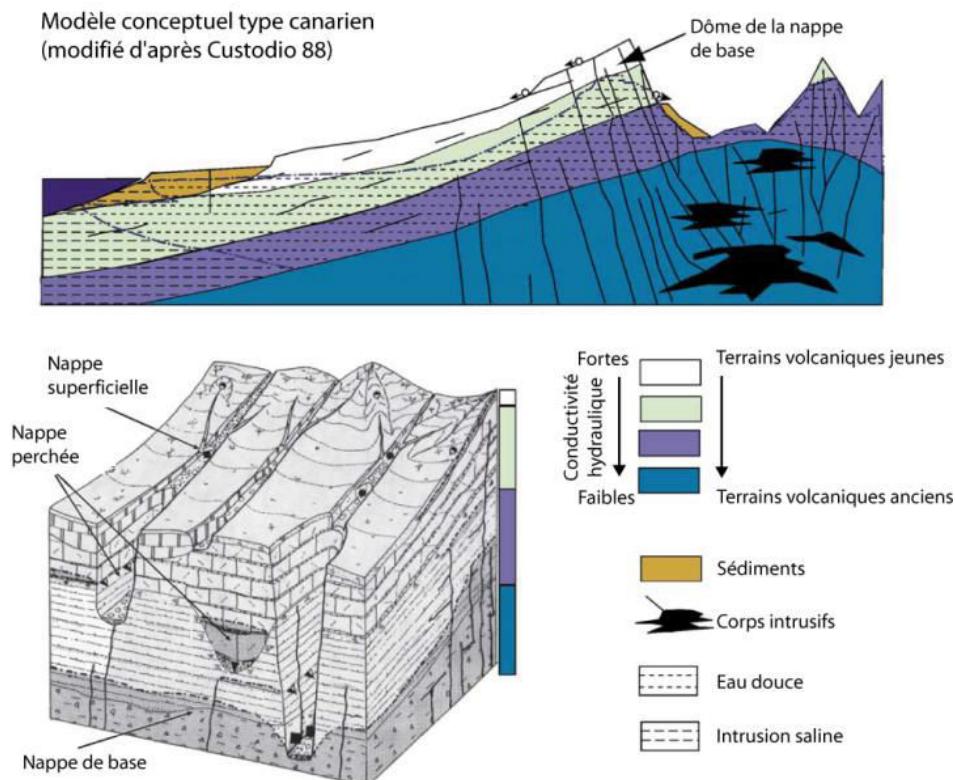 Modèle conceptuel type canarien
(modifié d'après Custodio 88)
Dôme de la nappe
de base
Nappe
superficielle
Nappe
perchée
Nappe de base
Fortes
Conductivité
hydraulique
Faibles
Terrains volcaniques jeunes
Terrains volcaniques anciens
Sédiments
Corps intrusifs
Eau douce
Intrusion saline